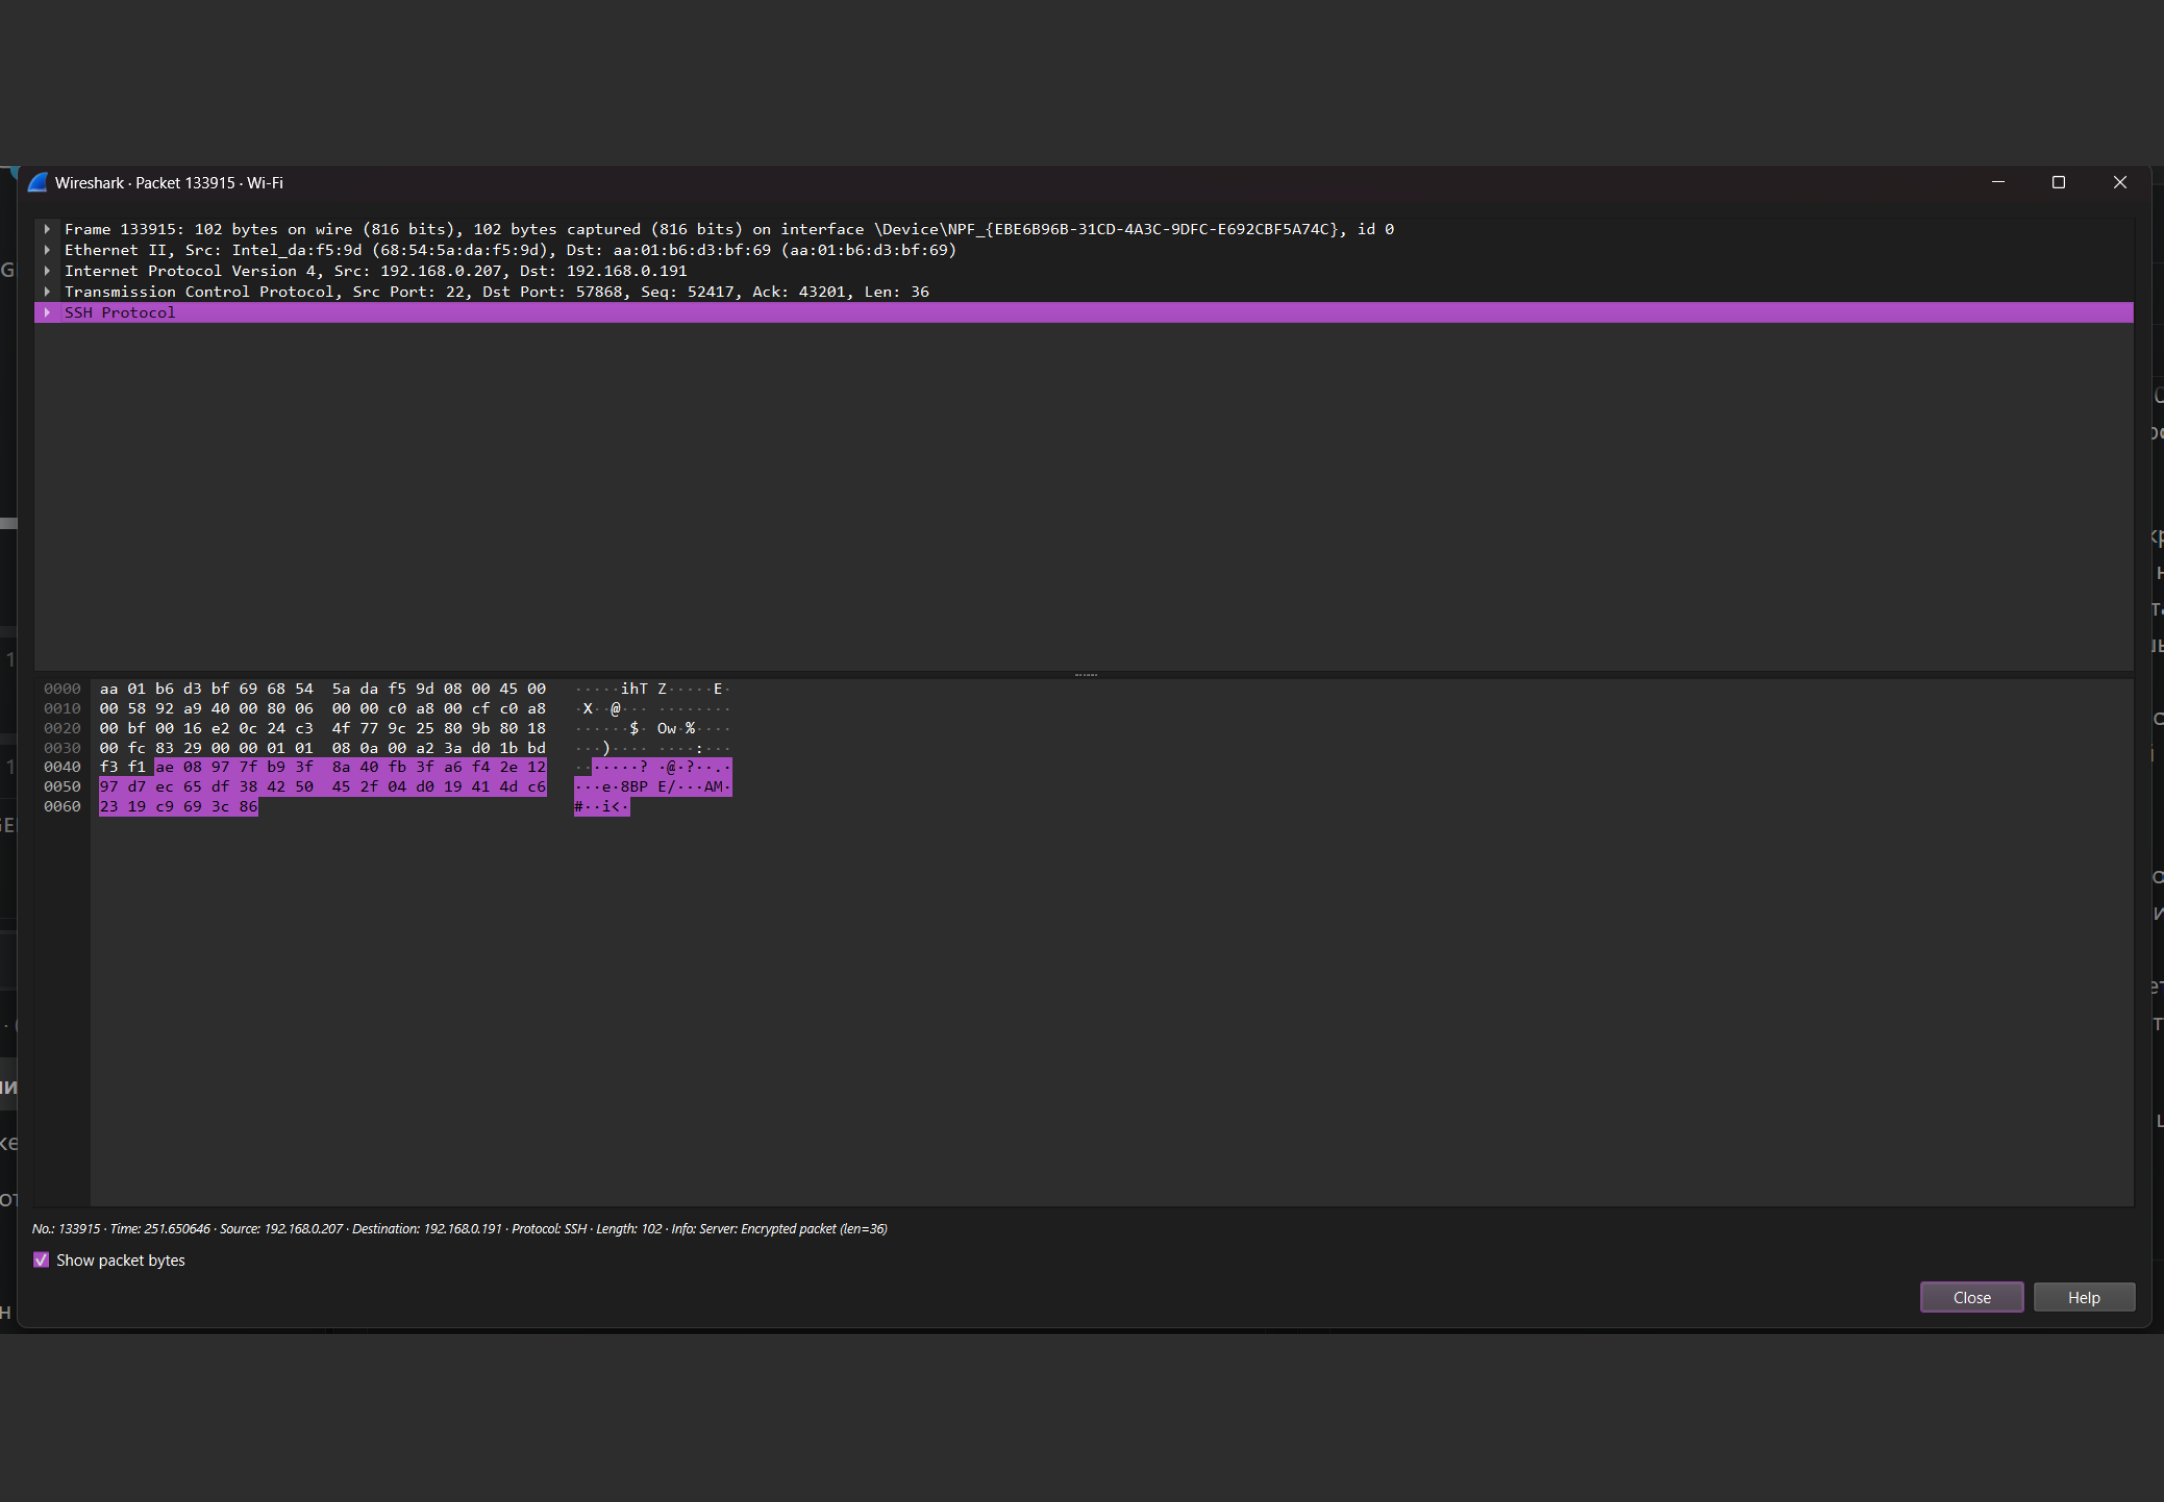 Wireshark · Packet 133915 · Wi-Fi
Frame 133915: 102 bytes on wire (816 bits), 102 bytes captured (816 bits) on interface \Device\NPF_{EBE6B96B-31CD-4A3C-9DFC-E692CBF5A74C}, id 0
Ethernet II, Src: Intel_da:f5:9d (68:54:5a:da:f5:9d), Dst: aa:01:b6:d3:bf:69 (aa:01:b6:d3:bf:69)
Internet Protocol Version 4, Src: 192.168.0.207, Dst: 192.168.0.191
Transmission Control Protocol, Src Port: 22, Dst Port: 57868, Seq: 52417, Ack: 43201, Len: 36
SSH Protocol
0000 aa 01 b6 d3 bf 69 68 54 5a da f5 9d 08 00 45 00 ·····ihT Z·····E·
0010 00 58 92 a9 40 00 80 06 00 00 c0 a8 00 cf c0 a8 ·X··@··· ········
0020 00 bf 00 16 e2 0c 24 c3 4f 77 9c 25 80 9b 80 18 ······$· Ow·%····
0030 00 fc 83 29 00 00 01 01 08 0a 00 a2 3a d0 1b bd ···)···· ····:···
0040 f3 f1 ae 08 97 7f b9 3f 8a 40 fb 3f a6 f4 2e 12 ·······? ·@·?··.·
0050 97 d7 ec 65 df 38 42 50 45 2f 04 d0 19 41 4d c6 ···e·8BP E/···AM·
0060 23 19 c9 69 3c 86 #··i<·
No.: 133915 · Time: 251.650646 · Source: 192.168.0.207 · Destination: 192.168.0.191 · Protocol: SSH · Length: 102 · Info: Server: Encrypted packet (len=36)
Show packet bytes
Close Help